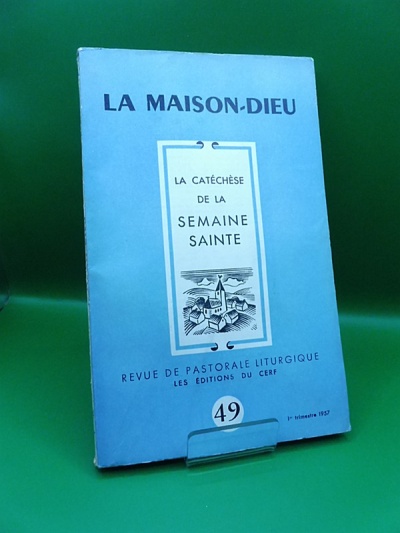 LA MAISON-DIEU
LA CATÉCHÈSE
DE LA
SEMAINE
SAINTE
REVUE DE PASTORALE LITURGIQUE
LES ÉDITIONS DU CERF
49
1er trimestre 1957